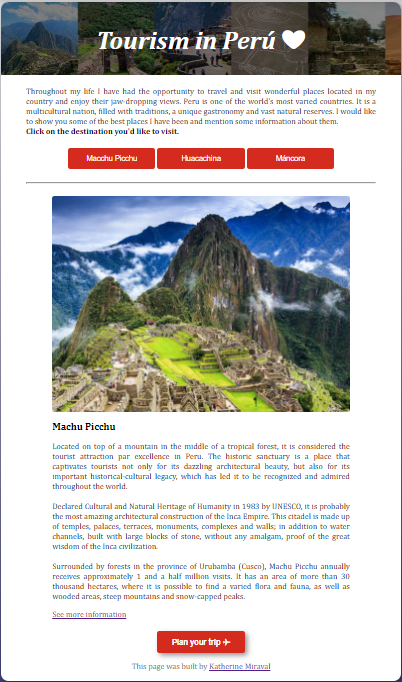 Tourism in Perú
Throughout my life I have had the opportunity to travel and visit wonderful places located in my
country and enjoy their jaw-dropping views. Peru is one of the world's most varied countries. It is a
multicultural nation, filled with traditions, a unique gastronomy and vast natural reserves. I would like
to show you some of the best places I have been and mention some information about them.
Click on the destination you'd like to visit.
Macchu Picchu Huacachina Máncora
Machu Picchu
Located on top of a mountain in the middle of a tropical forest, it is considered the
tourist attraction par excellence in Peru. The historic sanctuary is a place that
captivates tourists not only for its dazzling architectural beauty, but also for its
important historical-cultural legacy, which has led it to be recognized and admired
throughout the world.
Declared Cultural and Natural Heritage of Humanity in 1983 by UNESCO, it is probably
the most amazing architectural construction of the Inca Empire. This citadel is made up
of temples, palaces, terraces, monuments, complexes and walls; in addition to water
channels, built with large blocks of stone, without any amalgam, proof of the great
wisdom of the Inca civilization.
Surrounded by forests in the province of Urubamba (Cusco), Machu Picchu annually
receives approximately 1 and a half million visits. It has an area of more than 30
thousand hectares, where it is possible to find a varied flora and fauna, as well as
wooded areas, steep mountains and snow-capped peaks.
See more information
Plan your trip
This page was built by Katherine Miraval